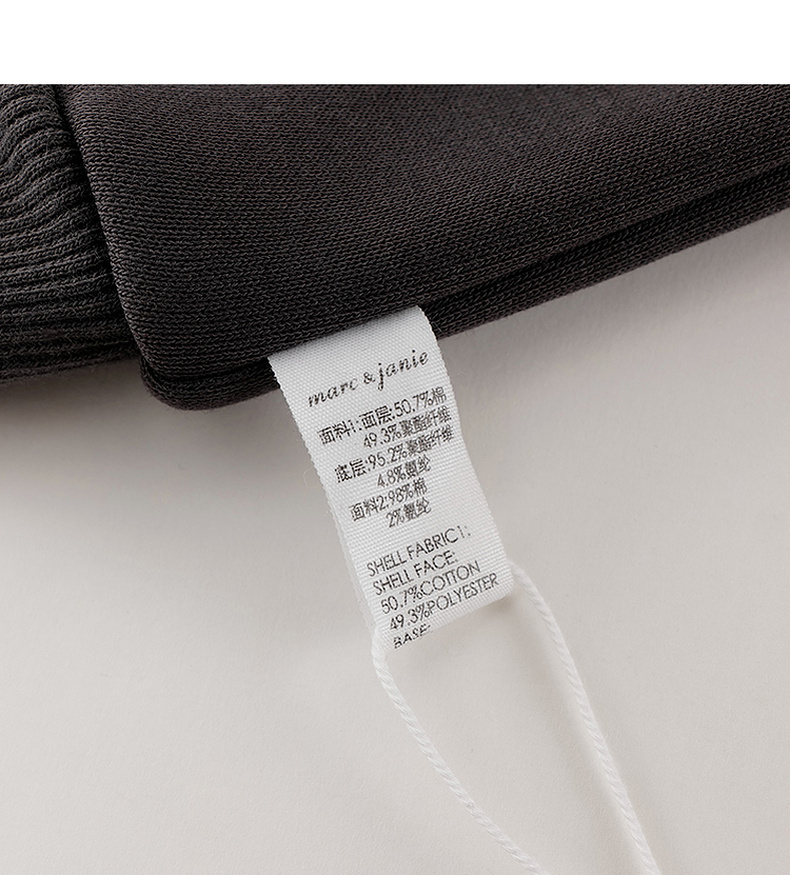 marc & janie
面料1:面层:50.7%棉
49.3%聚酯纤维
底层:95.2%聚酯纤维
4.8%氨纶
面料2:98%棉
2%氨纶
SHELL FABRIC1:
SHELL FACE:
50.7%COTTON
49.3%POLYESTER
BASE: